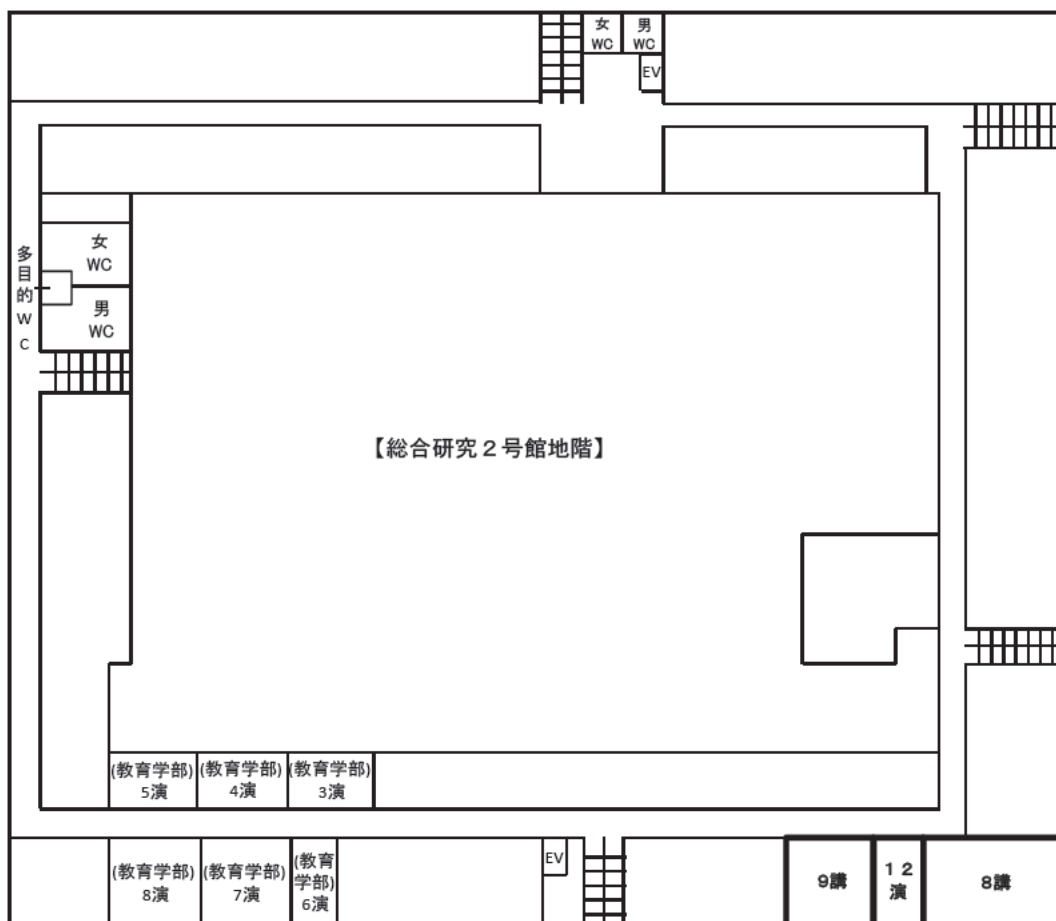 女
WC
男
WC
EV
女
WC
多目的WC
男
WC
【総合研究２号館地階】
(教育学部)
5演
(教育学部)
4演
(教育学部)
3演
(教育学部)
8演
(教育学部)
7演
(教育
学部)
6演
EV
9講
１２
演
8講